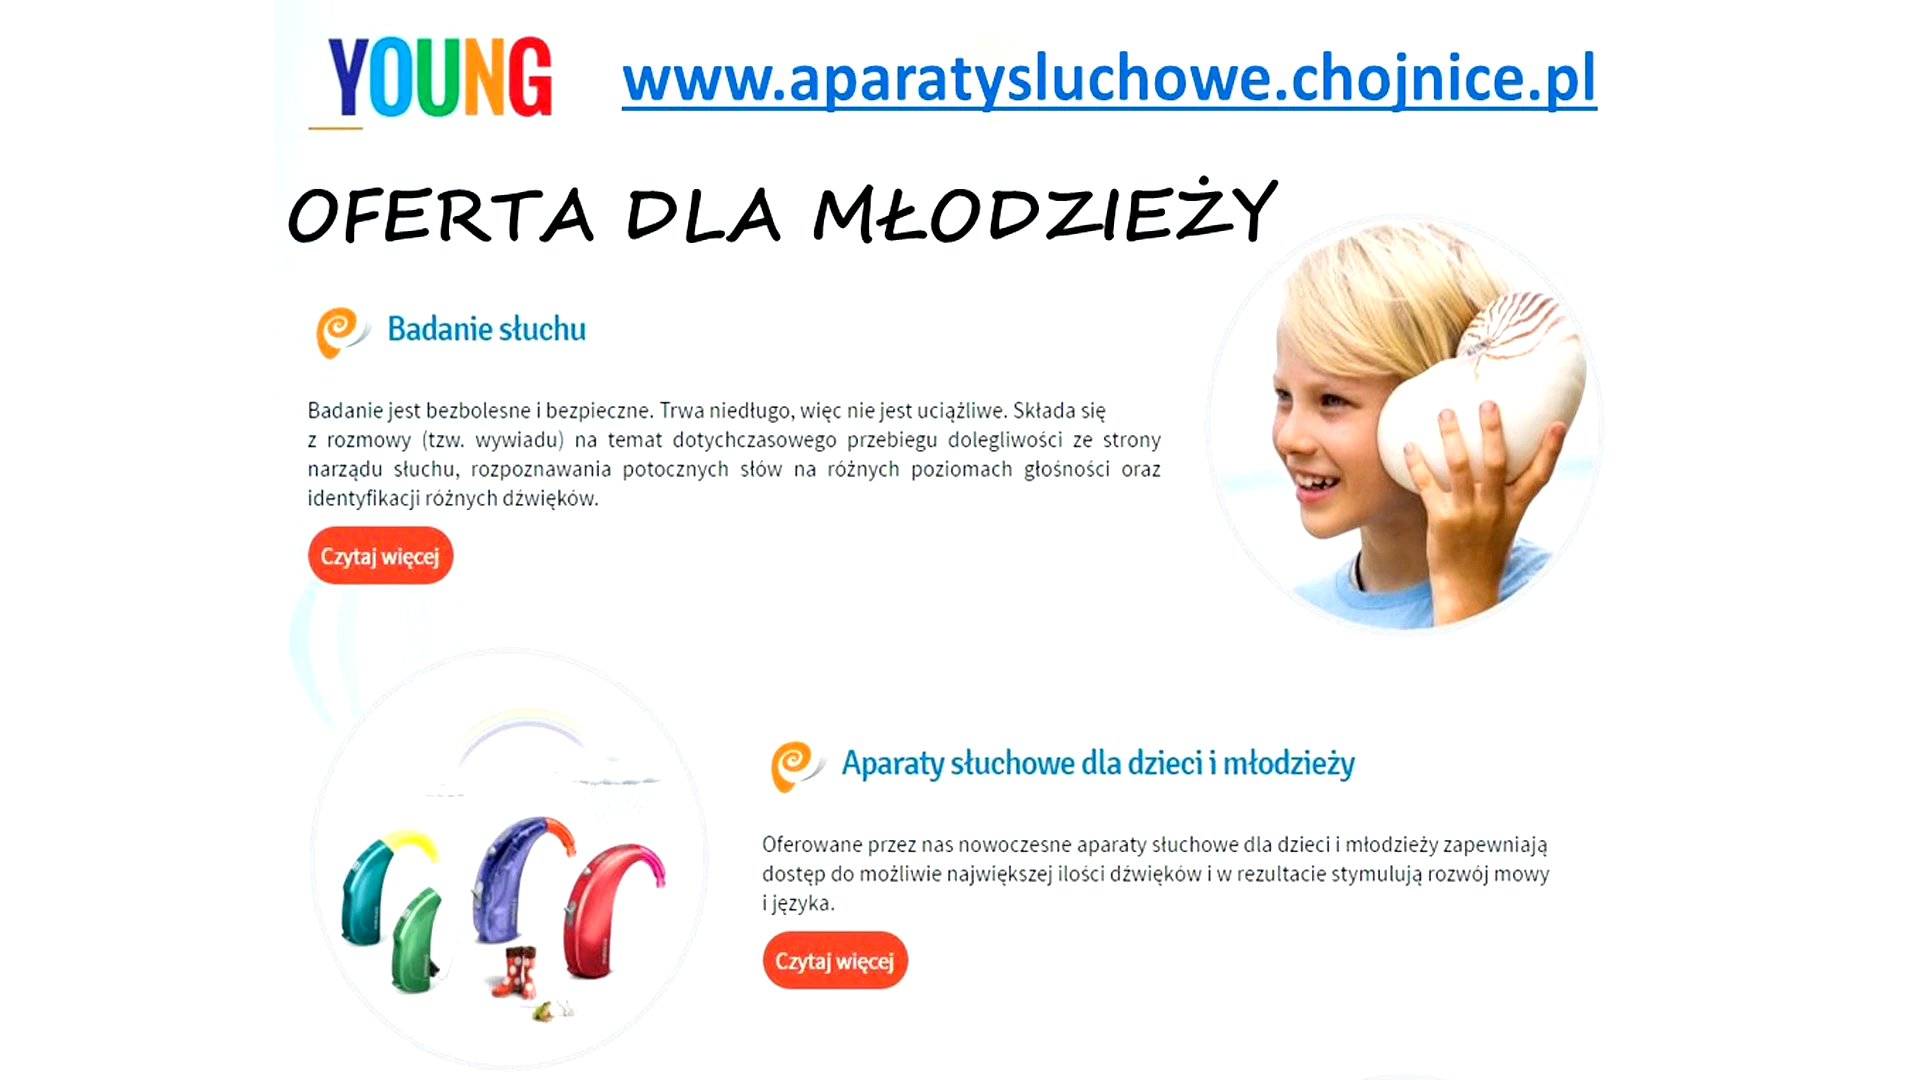 YOUNG
www.aparatysluchowe.chojnice.pl
OFERTA DLA MŁODZIEŻY
Badanie słuchu
Badanie jest bezbolesne i bezpieczne. Trwa niedługo, więc nie jest uciążliwe. Składa się
z rozmowy (tzw. wywiadu) na temat dotychczasowego przebiegu dolegliwości ze strony
narządu słuchu, rozpoznawania potocznych słów na różnych poziomach głośności oraz
identyfikacji różnych dźwięków.
Czytaj więcej
Aparaty słuchowe dla dzieci i młodzieży
Oferowane przez nas nowoczesne aparaty słuchowe dla dzieci i młodzieży zapewniają
dostęp do możliwie największej ilości dźwięków i w rezultacie stymulują rozwój mowy
i języka.
Czytaj więcej